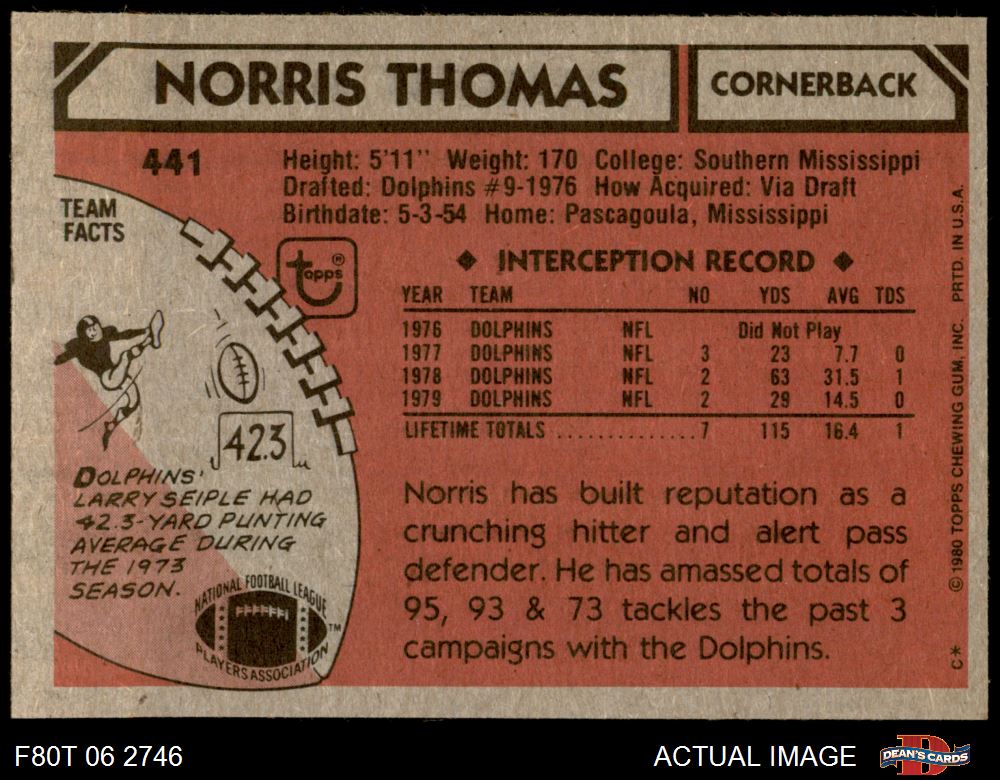 NORRIS THOMAS
CORNERBACK
441
Height: 5'11" Weight: 170 College: Southern Mississippi
Drafted: Dolphins #9-1976 How Acquired: Via Draft
Birthdate: 5-3-54 Home: Pascagoula, Mississippi
TEAM
FACTS
topps®
◆ INTERCEPTION RECORD ◆
YEAR TEAM NO YDS AVG TDS
1976 DOLPHINS NFL Did Not Play
1977 DOLPHINS NFL 3 23 7.7 0
1978 DOLPHINS NFL 2 63 31.5 1
1979 DOLPHINS NFL 2 29 14.5 0
LIFETIME TOTALS ..............7 115 16.4 1
42.3
DOLPHINS'
LARRY SEIPLE HAD
42.3-YARD PUNTING
AVERAGE DURING
THE 1973
SEASON.
NATIONAL FOOTBALL LEAGUE
NFLPA
PLAYERS ASSOCIATION
TM
Norris has built reputation as a
crunching hitter and alert pass
defender. He has amassed totals of
95, 93 & 73 tackles the past 3
campaigns with the Dolphins.
C* © 1980 TOPPS CHEWING GUM, INC. PRTD. IN U.S.A.
F80T 06 2746
ACTUAL IMAGE
D
DEAN'S CARDS